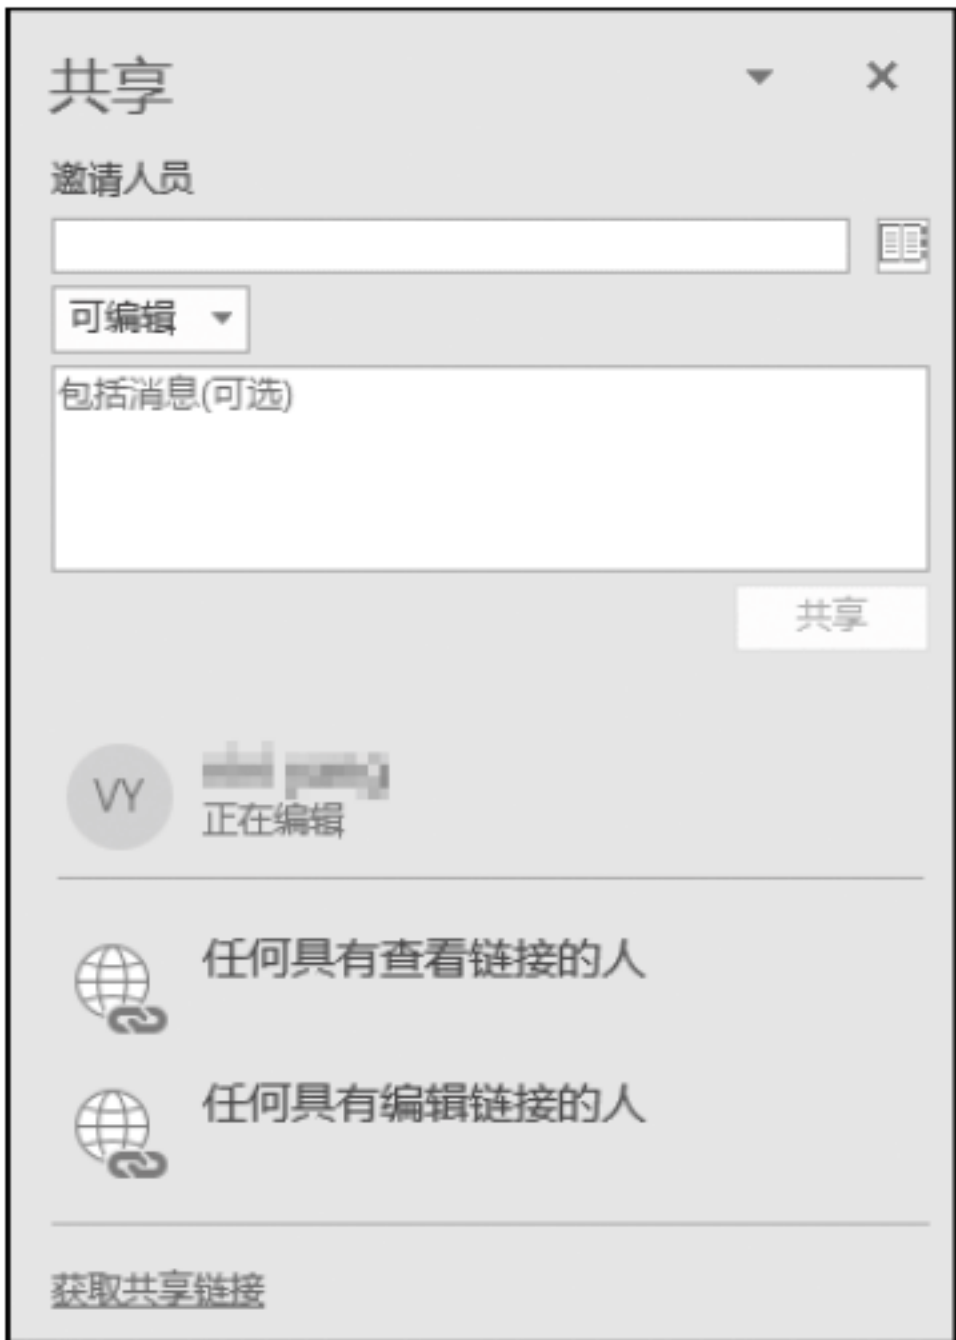 共享
邀请人员
可编辑
包括消息(可选)
共享
VY
正在编辑
任何具有查看链接的人
任何具有编辑链接的人
获取共享链接